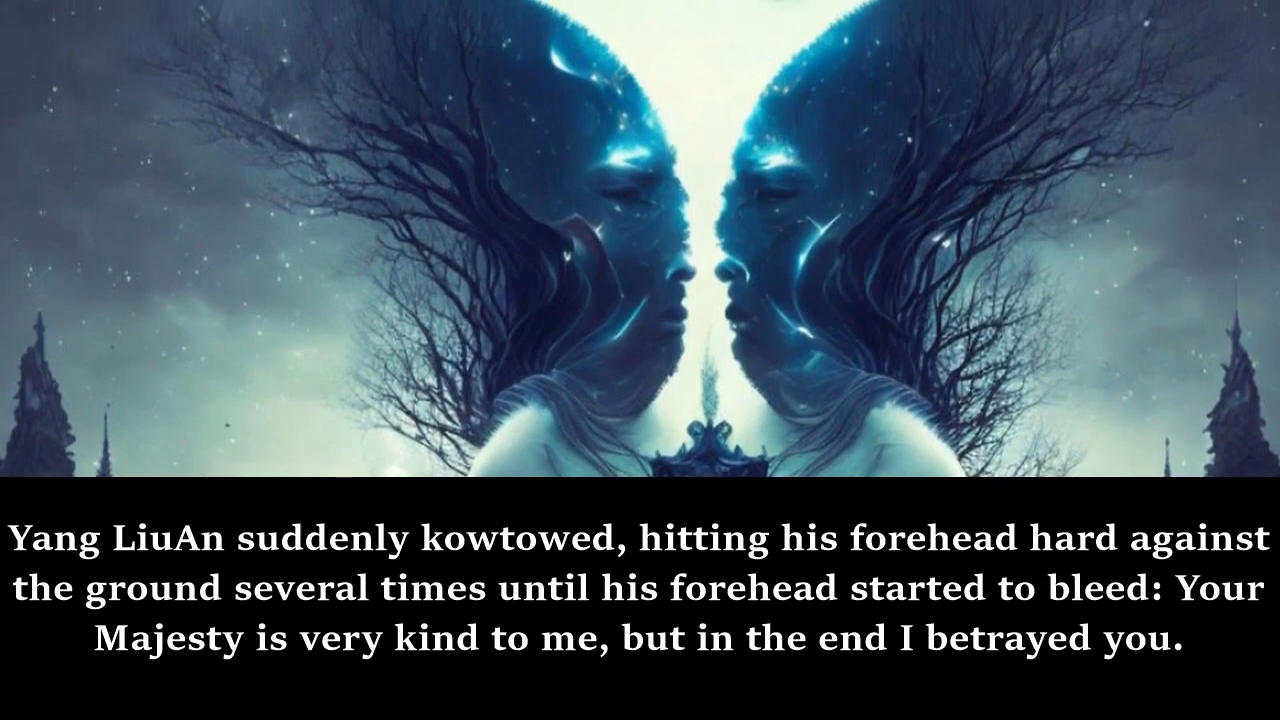 Yang LiuAn suddenly kowtowed, hitting his forehead hard against
the ground several times until his forehead started to bleed: Your
Majesty is very kind to me, but in the end I betrayed you.